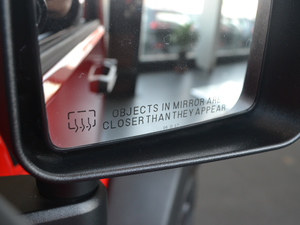 OBJECTS IN MIRROR ARE
CLOSER THAN THEY APPEAR